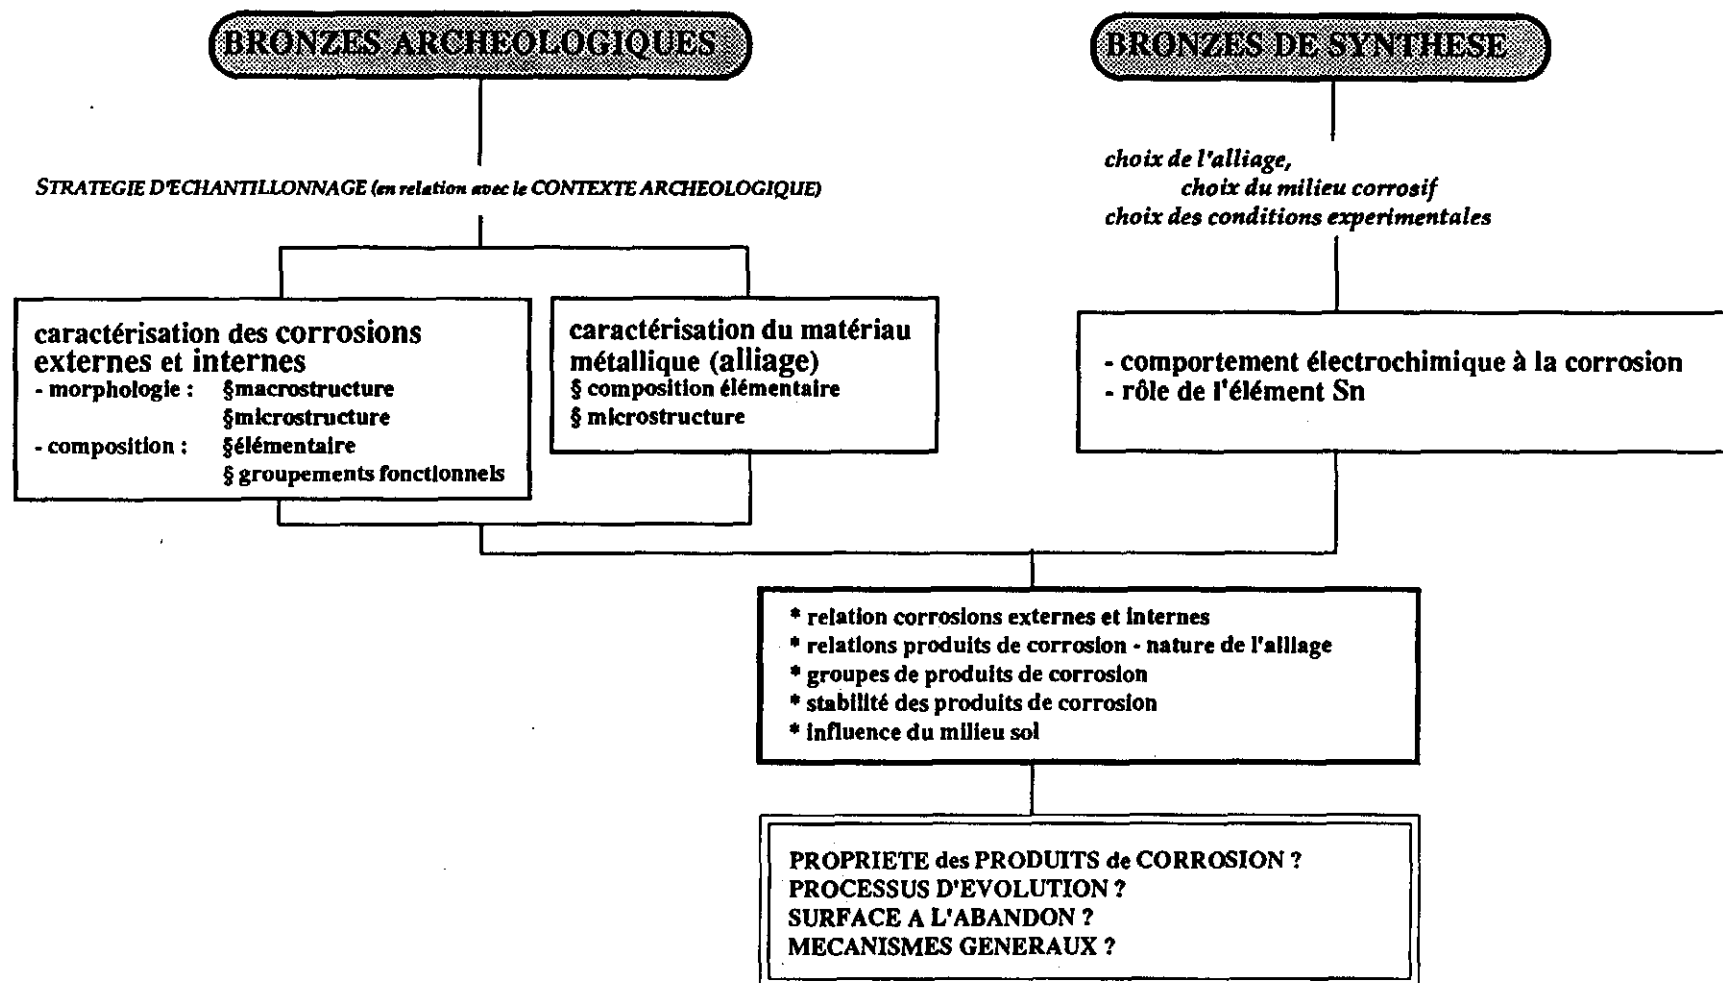 BRONZES ARCHEOLOGIQUES
BRONZES DE SYNTHESE
STRATEGIE D'ECHANTILLONNAGE (en relation avec le CONTEXTE ARCHEOLOGIQUE)
choix de l'alliage,
choix du milieu corrosif
choix des conditions experimentales
caractérisation des corrosions
externes et internes
- morphologie : §macrostructure
§microstructure
- composition : §élémentaire
§ groupements fonctionnels
caractérisation du matériau
métallique (alliage)
§ composition élémentaire
§ microstructure
- comportement électrochimique à la corrosion
- rôle de l'élément Sn
* relation corrosions externes et internes
* relations produits de corrosion - nature de l'alliage
* groupes de produits de corrosion
* stabilité des produits de corrosion
* influence du milieu sol
PROPRIETE des PRODUITS de CORROSION ?
PROCESSUS D'EVOLUTION ?
SURFACE A L'ABANDON ?
MECANISMES GENERAUX ?